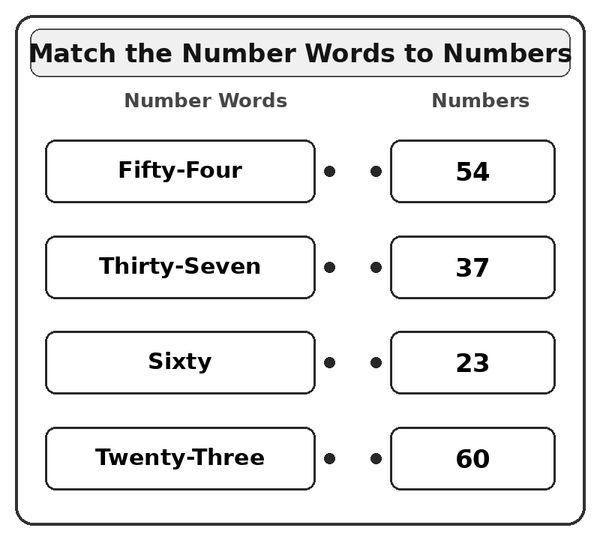 Match the Number Words to Numbers
Number Words Numbers
Fifty-Four 54
Thirty-Seven 37
Sixty 23
Twenty-Three 60